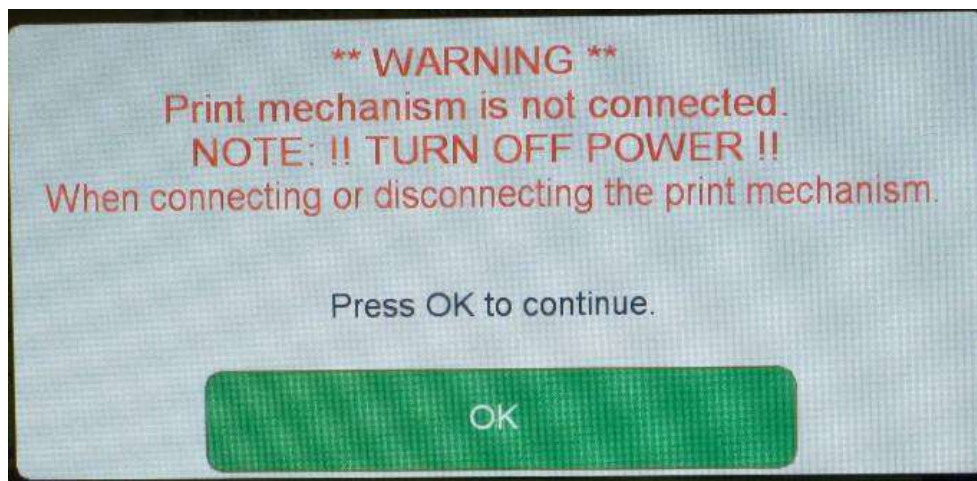 ** WARNING **
Print mechanism is not connected.
NOTE: !! TURN OFF POWER !!
When connecting or disconnecting the print mechanism.
Press OK to continue.
OK